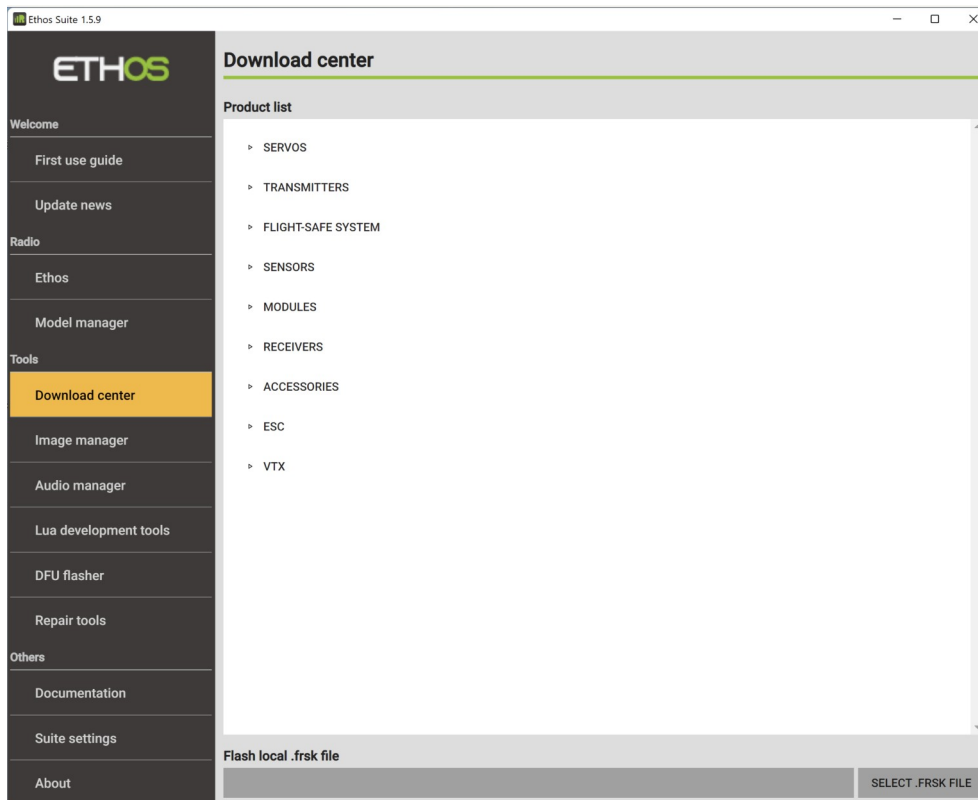 Ethos Suite 1.5.9
ETHOS
Welcome
First use guide
Update news
Radio
Ethos
Model manager
Tools
Download center
Image manager
Audio manager
Lua development tools
DFU flasher
Repair tools
Others
Documentation
Suite settings
About
Download center
Product list
SERVOS
TRANSMITTERS
FLIGHT-SAFE SYSTEM
SENSORS
MODULES
RECEIVERS
ACCESSORIES
ESC
VTX
Flash local .frsk file
SELECT .FRSK FILE